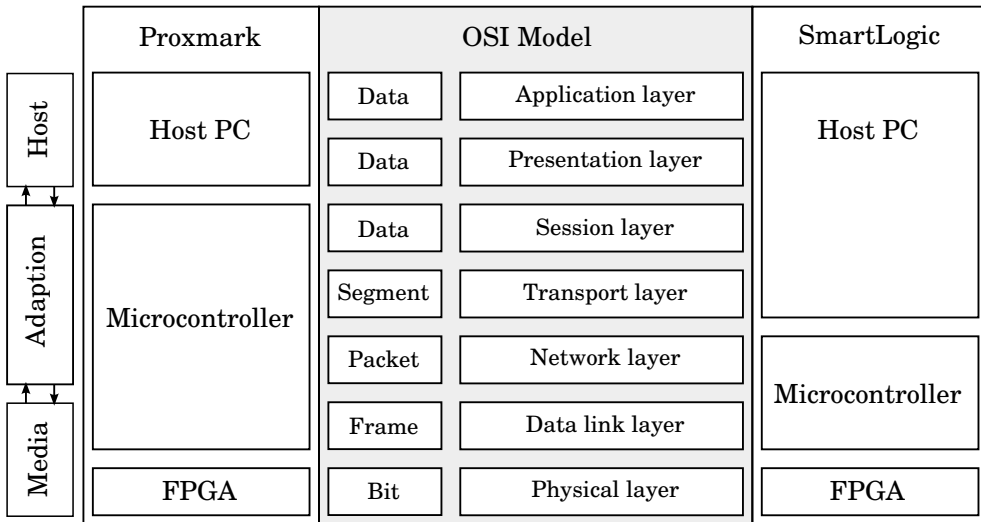 Proxmark
OSI Model
SmartLogic
Host
Adaption
Media
Host PC
Microcontroller
FPGA
Data
Application layer
Data
Presentation layer
Data
Session layer
Segment
Transport layer
Packet
Network layer
Frame
Data link layer
Bit
Physical layer
Host PC
Microcontroller
FPGA